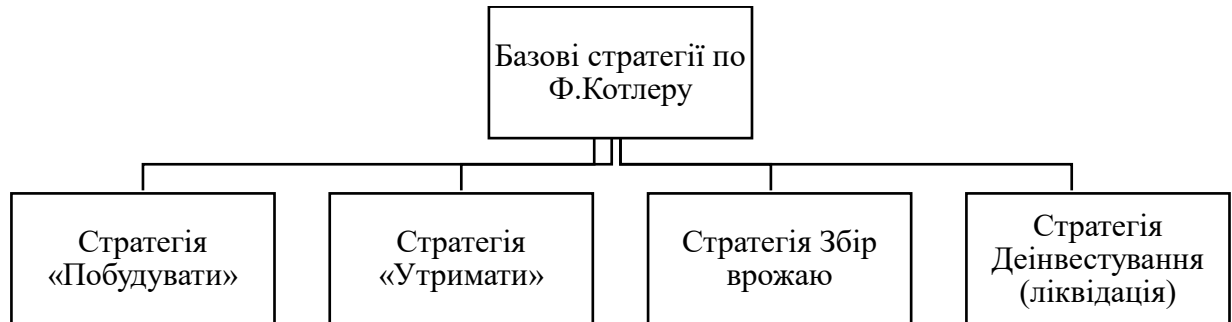 Базові стратегії по
Ф.Котлеру
Стратегія
«Побудувати»
Стратегія
«Утримати»
Стратегія Збір
врожаю
Стратегія
Деінвестування
(ліквідація)